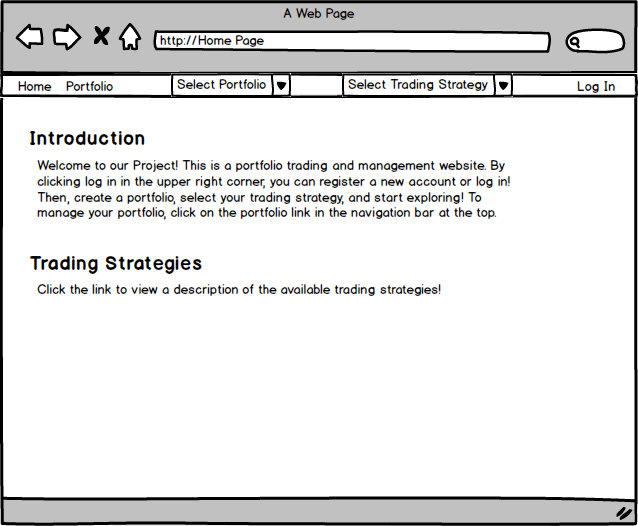 A Web Page
http://Home Page
Home Portfolio Select Portfolio Select Trading Strategy Log In
Introduction
Welcome to our Project! This is a portfolio trading and management website. By
clicking log in in the upper right corner, you can register a new account or log in!
Then, create a portfolio, select your trading strategy, and start exploring! To
manage your portfolio, click on the portfolio link in the navigation bar at the top.
Trading Strategies
Click the link to view a description of the available trading strategies!